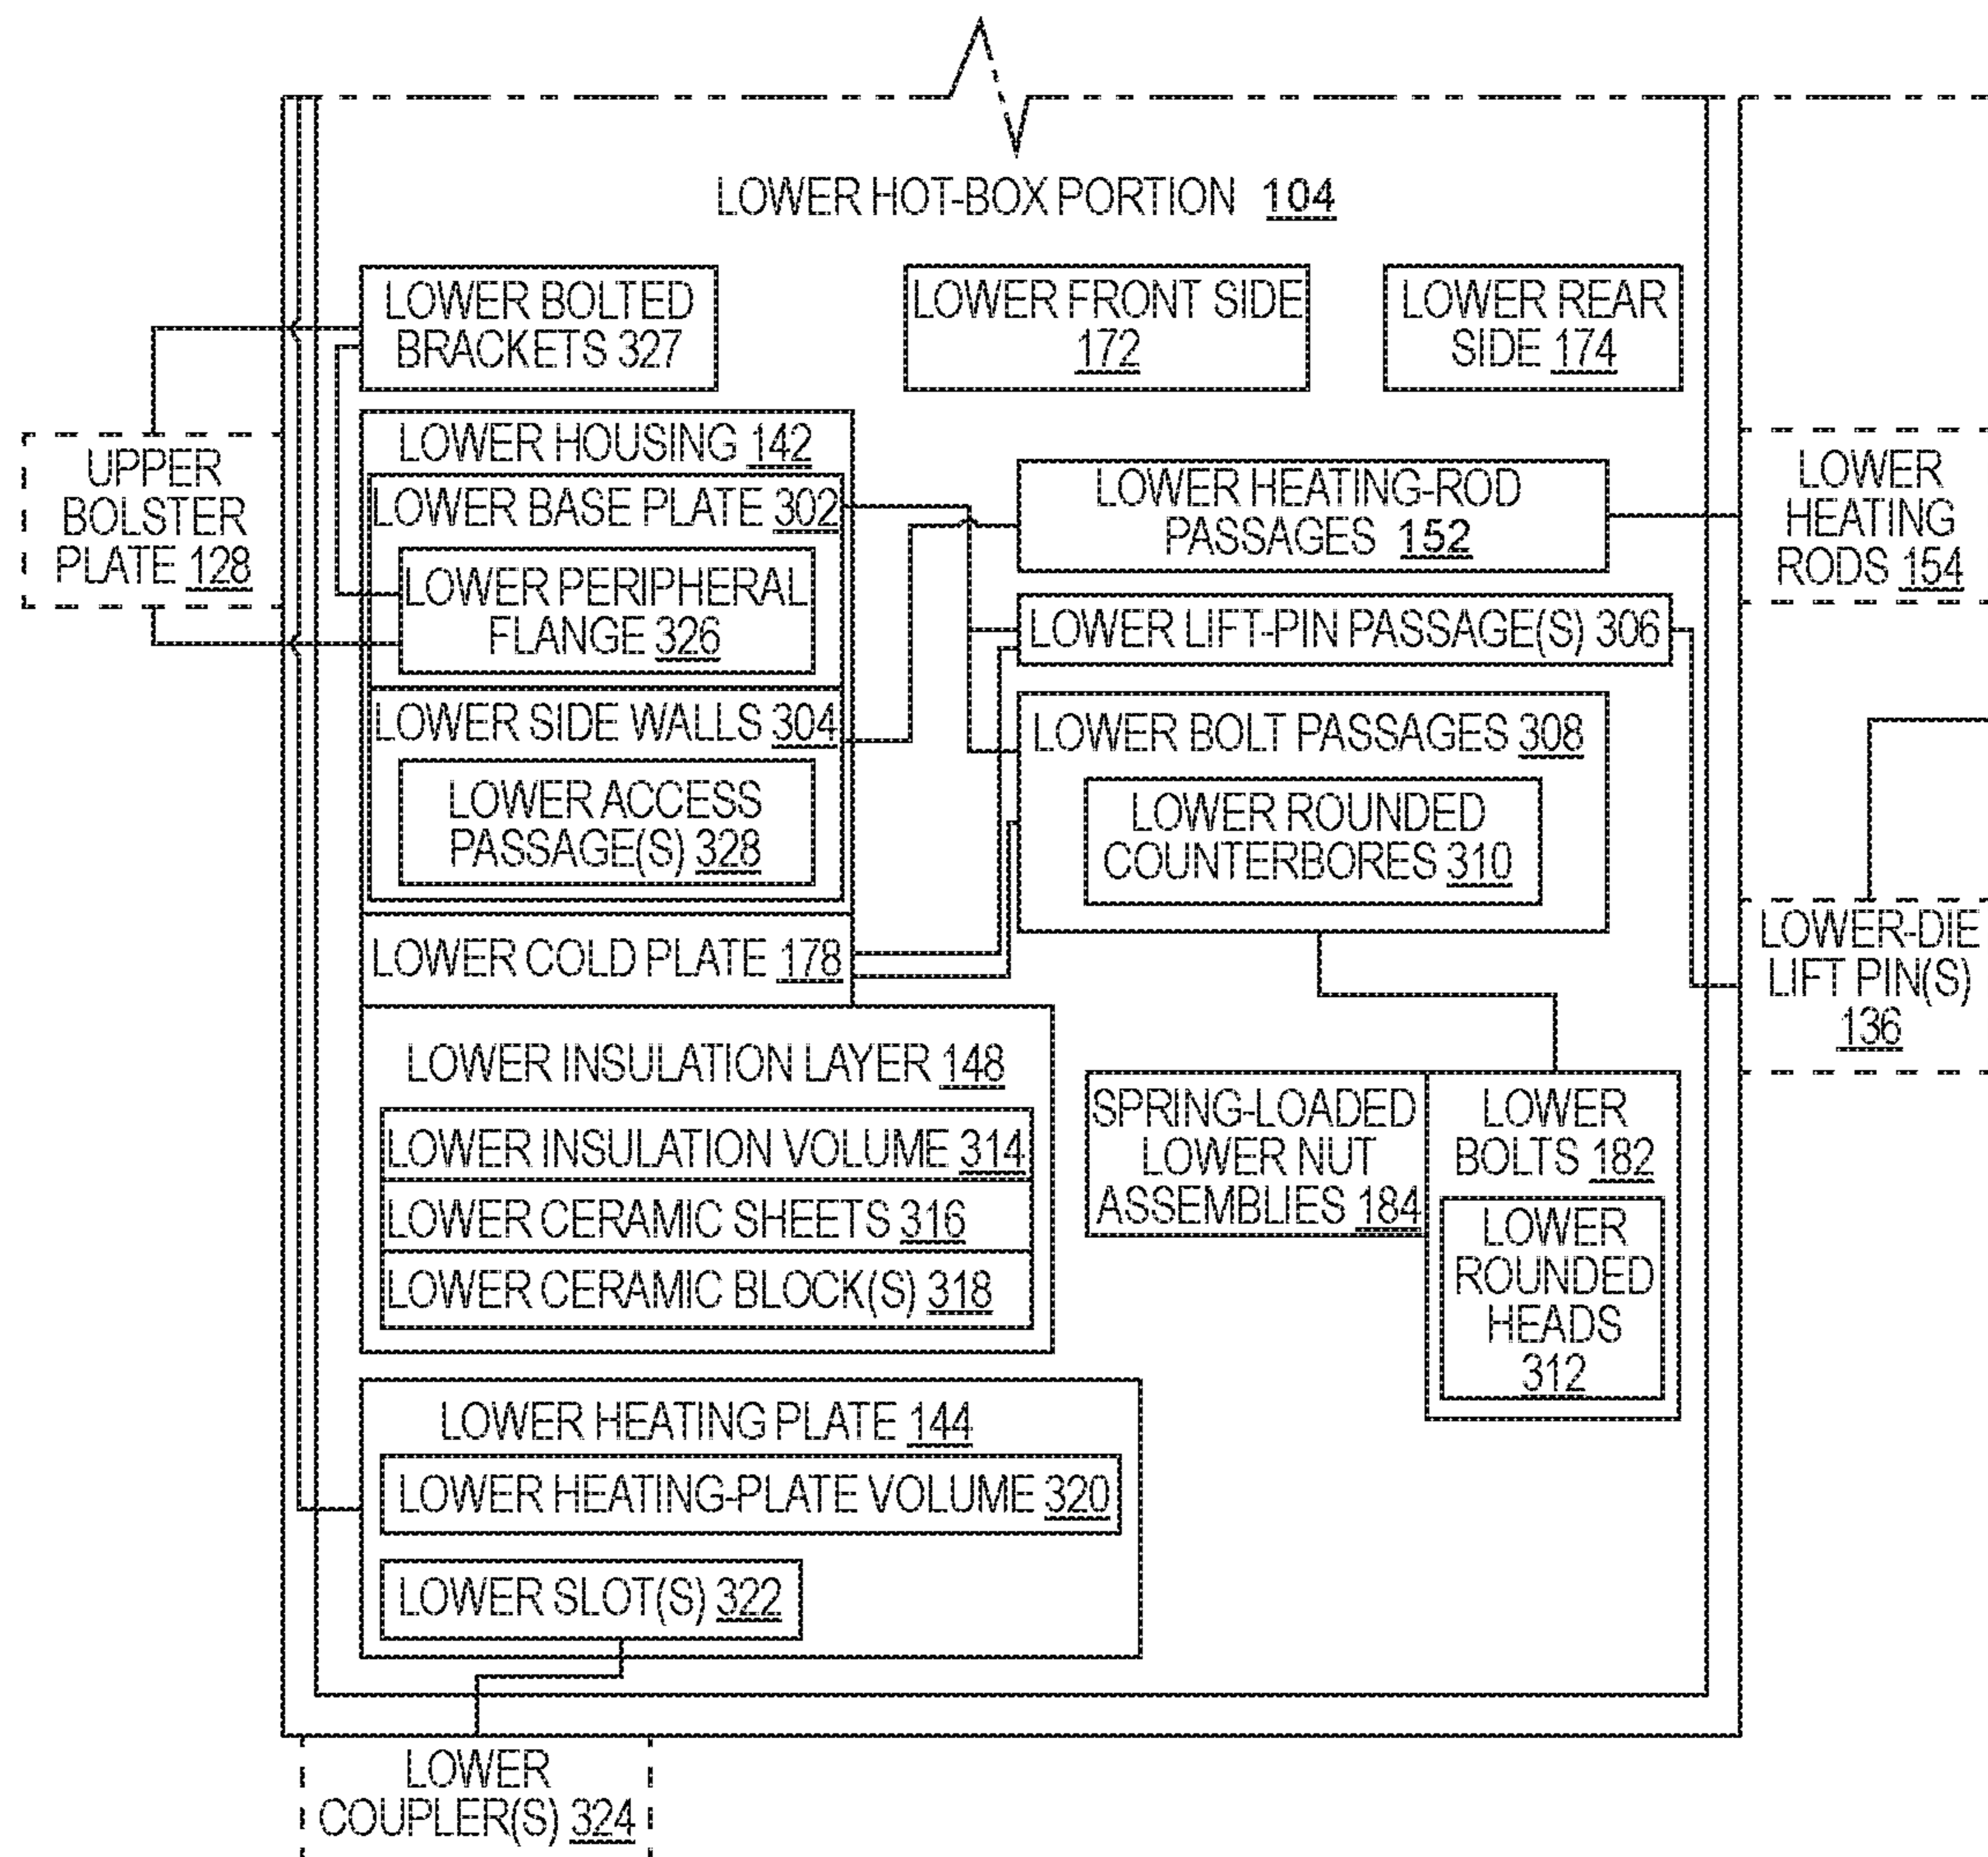 LOWER HOT-BOX PORTION 104
LOWER BOLTED
BRACKETS 327
LOWER FRONT SIDE
172
LOWER REAR
SIDE 174
UPPER
BOLSTER
PLATE 128
LOWER HOUSING 142
LOWER BASE PLATE 302
LOWER PERIPHERAL
FLANGE 326
LOWER SIDE WALLS 304
LOWER ACCESS
PASSAGE(S) 328
LOWER COLD PLATE 178
LOWER HEATING-ROD
PASSAGES 152
LOWER LIFT-PIN PASSAGE(S) 306
LOWER BOLT PASSAGES 308
LOWER ROUNDED
COUNTERBORES 310
LOWER
HEATING
RODS 154
LOWER-DIE
LIFT PIN(S)
136
LOWER INSULATION LAYER 148
LOWER INSULATION VOLUME 314
LOWER CERAMIC SHEETS 316
LOWER CERAMIC BLOCK(S) 318
SPRING-LOADED
LOWER NUT
ASSEMBLIES 184
LOWER
BOLTS 182
LOWER
ROUNDED
HEADS
312
LOWER HEATING PLATE 144
LOWER HEATING-PLATE VOLUME 320
LOWER SLOT(S) 322
LOWER
COUPLER(S) 324